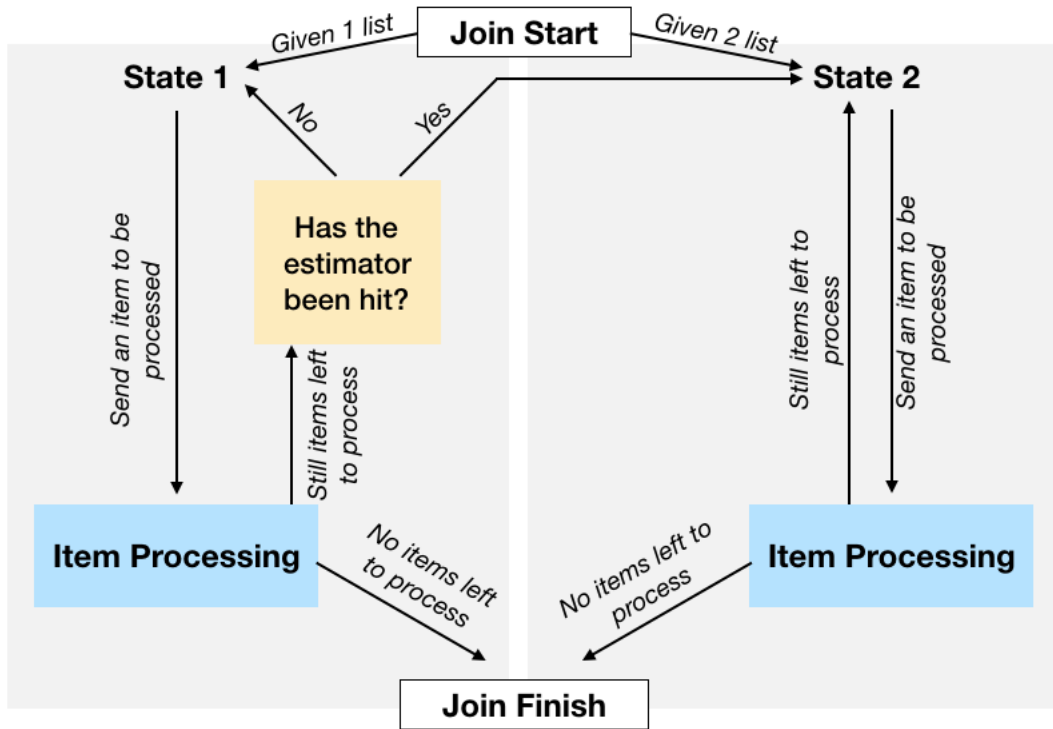 Join Start
Given 1 list
Given 2 list
State 1
State 2
No
Yes
Has the
estimator
been hit?
Send an item to be
processed
Still items left
to process
Still items left to
process
Send an item to be
processed
Item Processing
Item Processing
No items left
to process
No items left to
process
Join Finish